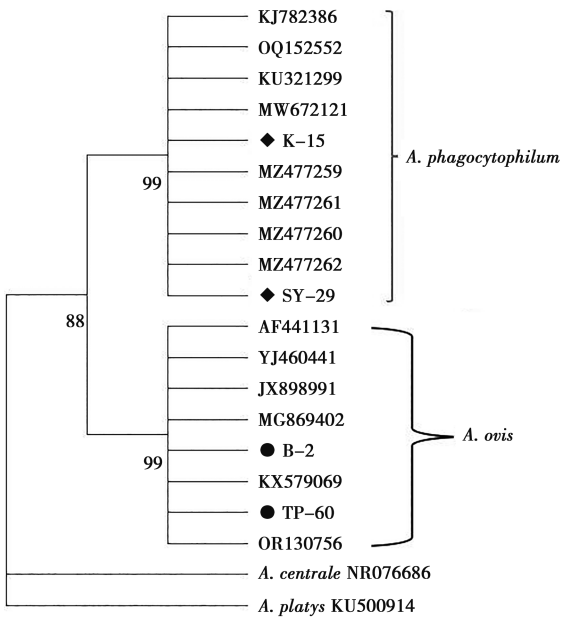 KJ782386
OQ152552
KU321299
MW672121
◆ K-15
A. phagocytophilum
MZ477259
99
MZ477261
MZ477260
MZ477262
◆ SY-29
88
AF441131
YJ460441
JX898991
MG869402
A. ovis
● B-2
99
KX579069
● TP-60
OR130756
A. centrale NR076686
A. platys KU500914